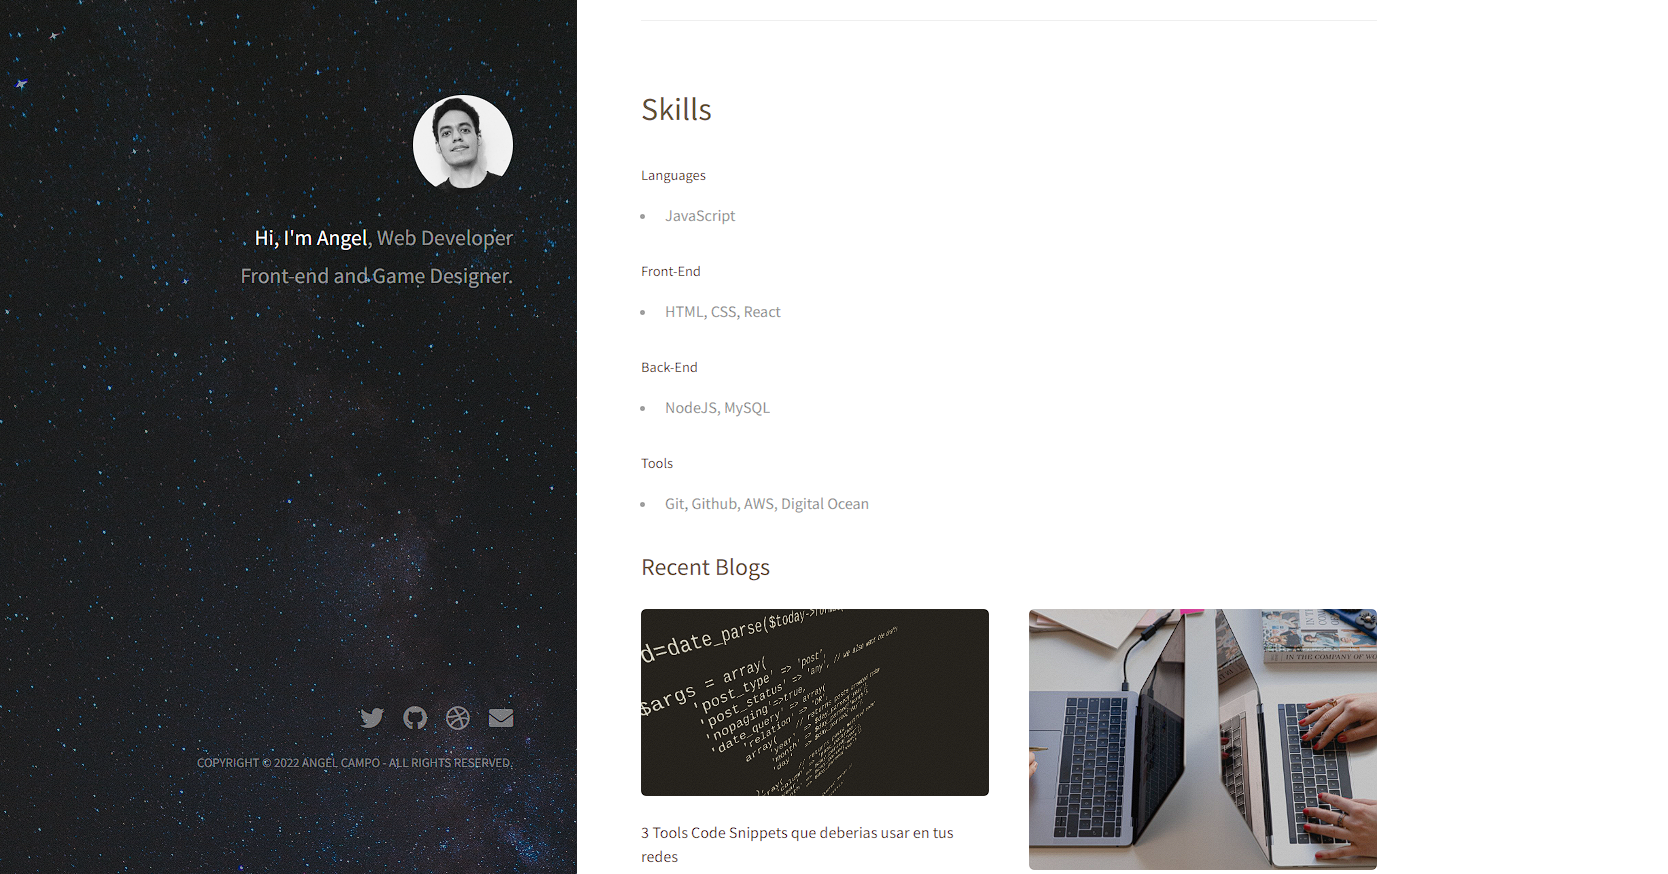 Hi, I'm Angel, Web Developer
Front-end and Game Designer.
COPYRIGHT © 2022 ANGEL CAMPO - ALL RIGHTS RESERVED.
Skills
Languages
JavaScript
Front-End
HTML, CSS, React
Back-End
NodeJS, MySQL
Tools
Git, Github, AWS, Digital Ocean
Recent Blogs
d=date_parse($today->
$args = array(
'post_type' => 'post',
'post_status' => 'any', // we also want
'nopaging'=>true,
'date_query' => array(
'relation' =>
array(
'year'
'month' =>
'day'
3 Tools Code Snippets que deberias usar en tus
redes
IN THE COMPANY OF WO